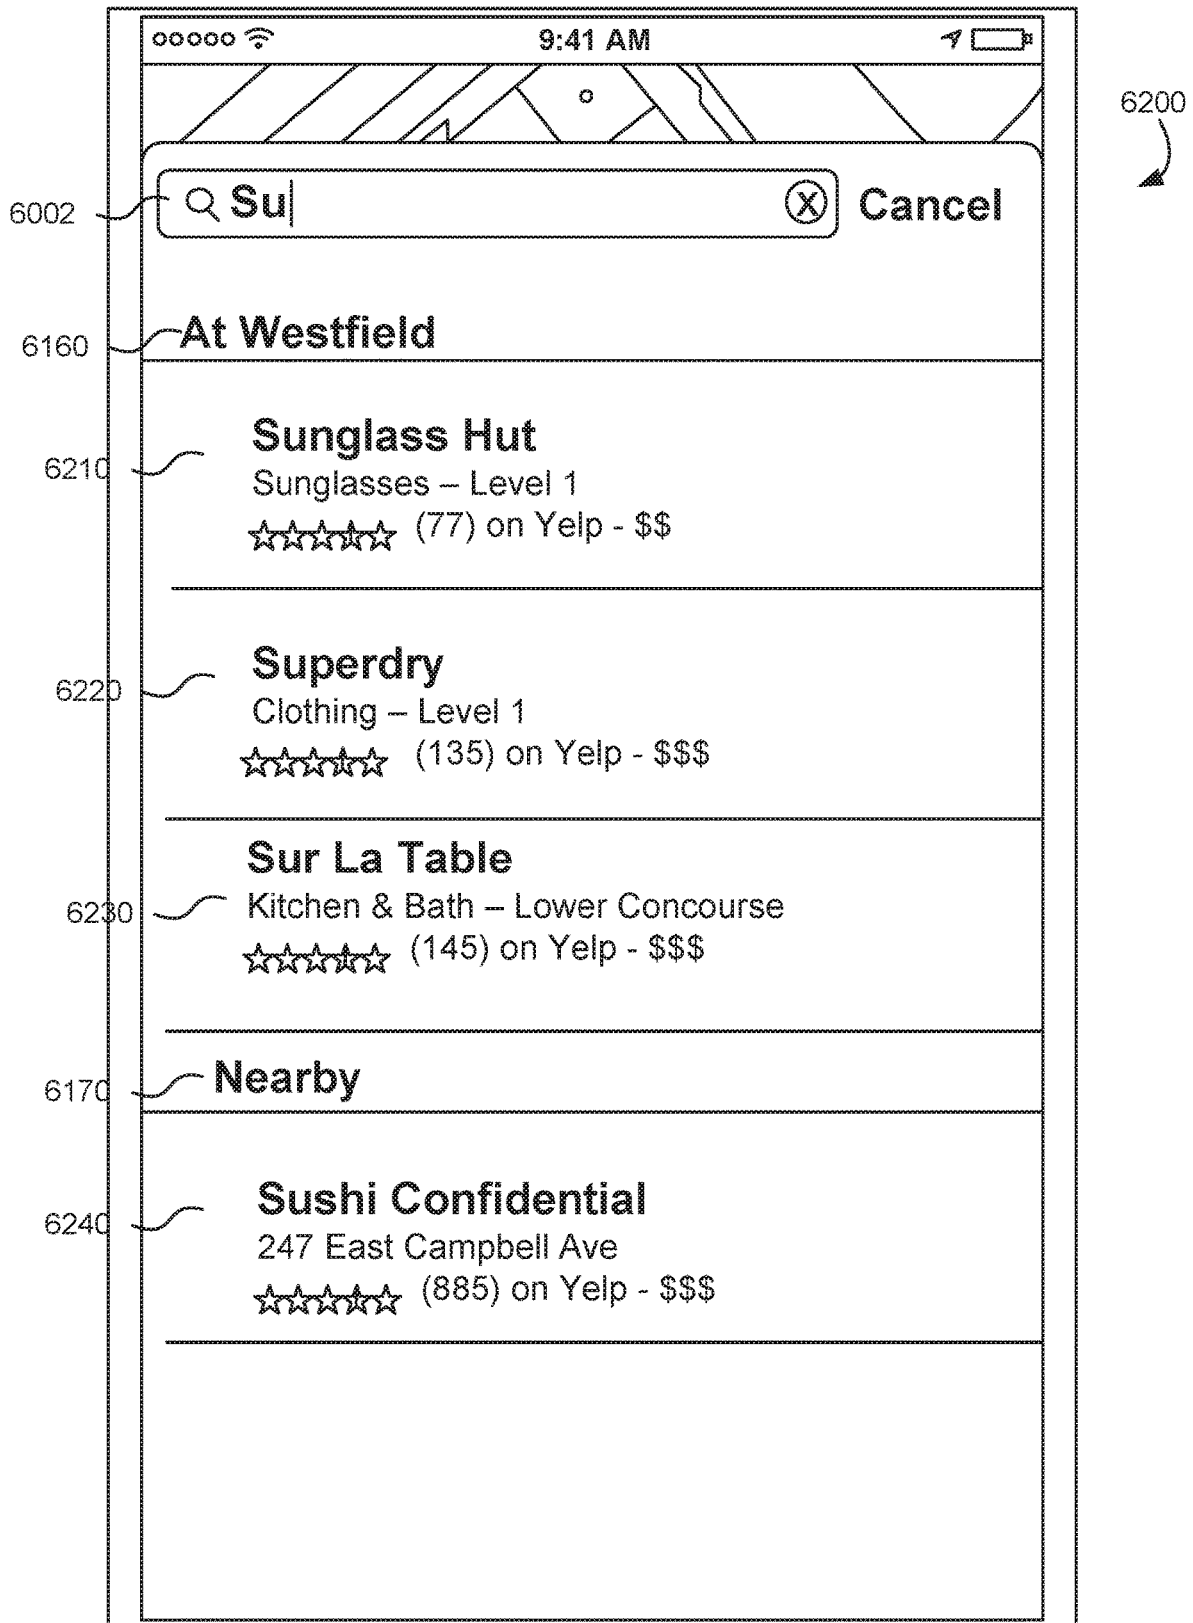 9:41 AM
6200
6002
Su
X
Cancel
6160
At Westfield
6210
Sunglass Hut
Sunglasses – Level 1
(77) on Yelp - $$
6220
Superdry
Clothing – Level 1
(135) on Yelp - $$$
6230
Sur La Table
Kitchen & Bath – Lower Concourse
(145) on Yelp - $$$
6170
Nearby
6240
Sushi Confidential
247 East Campbell Ave
(885) on Yelp - $$$